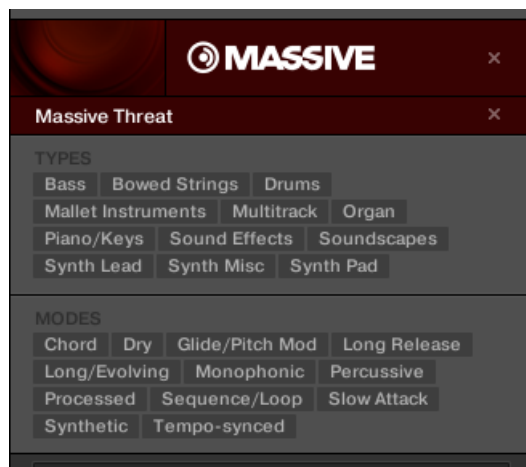 MASSIVE
Massive Threat
TYPES
Bass Bowed Strings Drums
Mallet Instruments Multitrack Organ
Piano/Keys Sound Effects Soundscapes
Synth Lead Synth Misc Synth Pad
MODES
Chord Dry Glide/Pitch Mod Long Release
Long/Evolving Monophonic Percussive
Processed Sequence/Loop Slow Attack
Synthetic Tempo-synced